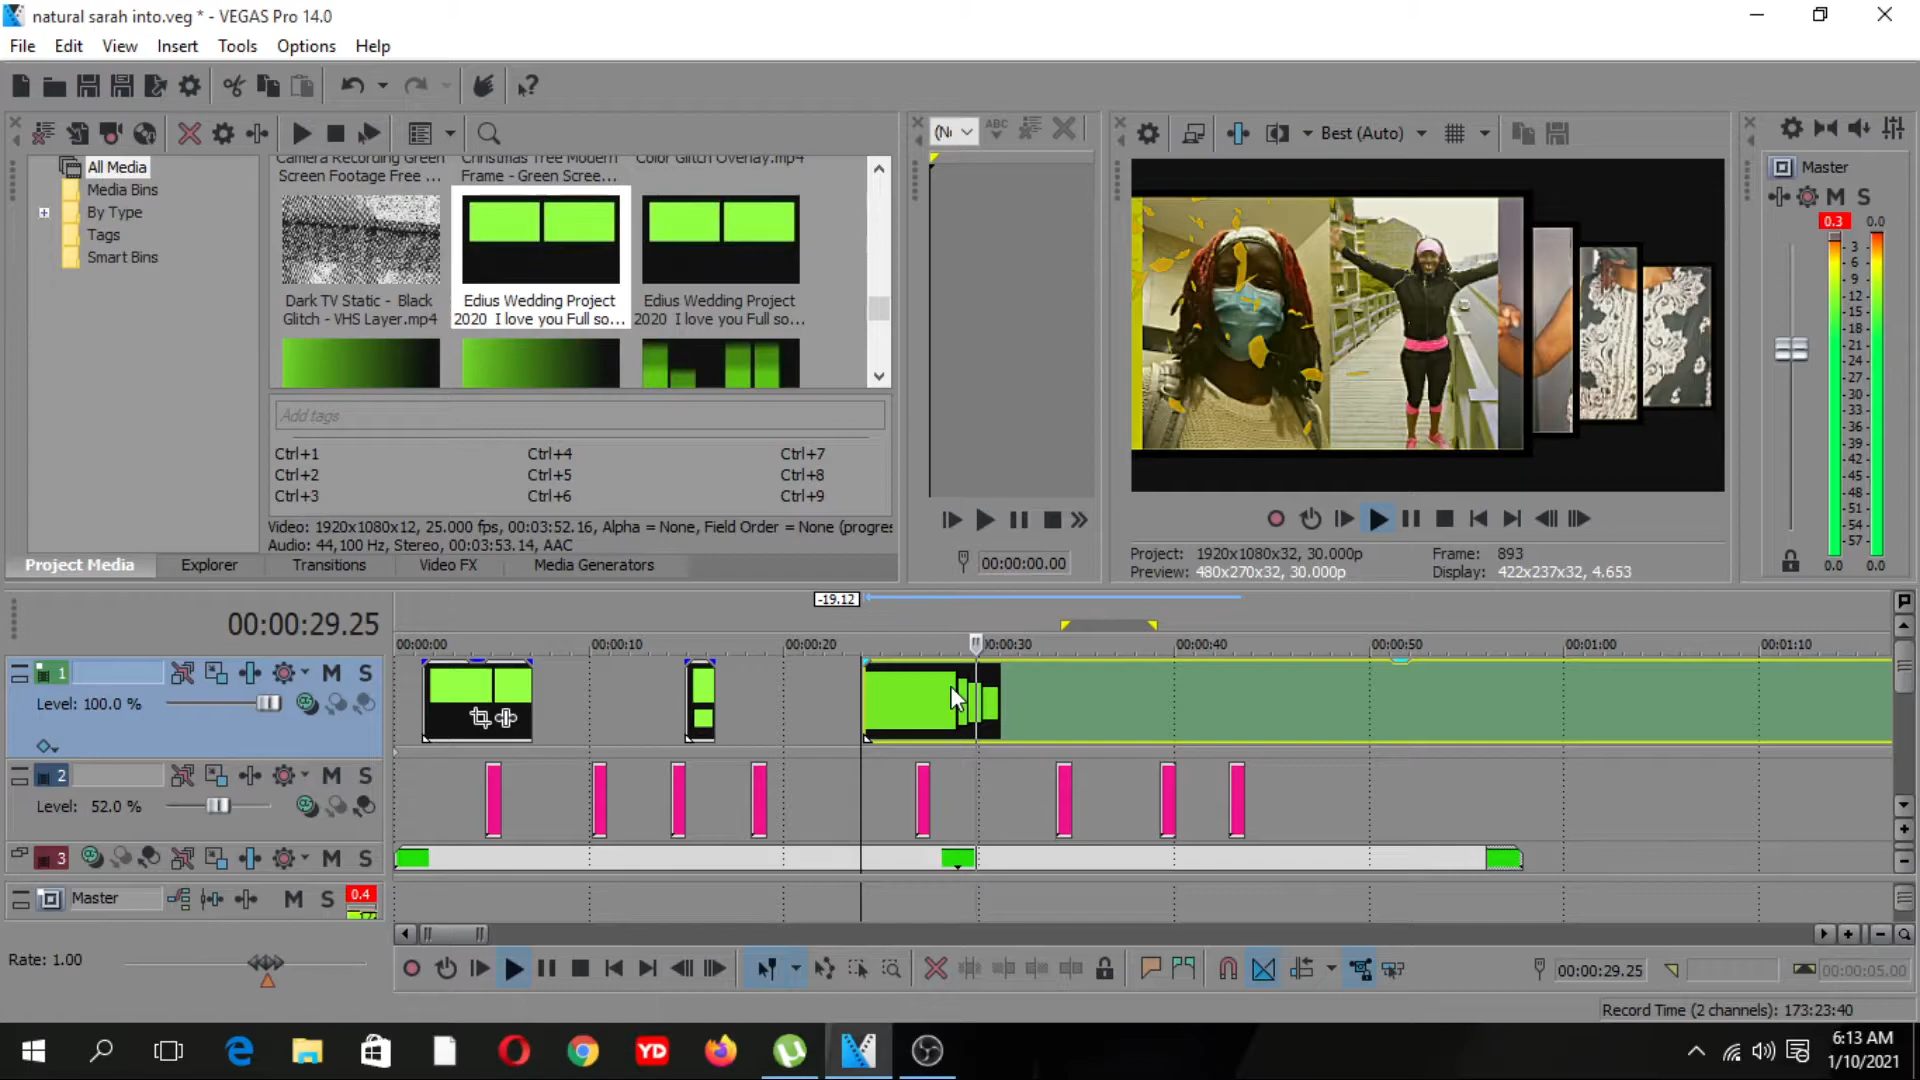 natural sarah into.veg * - VEGAS Pro 14.0
File Edit View Insert Tools Options Help
All Media
Media Bins
By Type
Tags
Smart Bins
Camera Recording Green Christmas Tree Modern Color Glitch Overlay.mp4
Screen Footage Free ... Frame - Green Scree...
Dark TV Static - Black Edius Wedding Project Edius Wedding Project
Glitch - VHS Layer.mp4 2020 I love you Full so... 2020 I love you Full so...
Add tags
Ctrl+1 Ctrl+4 Ctrl+7
Ctrl+2 Ctrl+5 Ctrl+8
Ctrl+3 Ctrl+6 Ctrl+9
Video: 1920x1080x12, 25.000 fps, 00:03:52.16, Alpha = None, Field Order = None (progres
Audio: 44,100 Hz, Stereo, 00:03:53.14, AAC
Project Media Explorer Transitions Video FX Media Generators
ABC
00:00:00.00
Best (Auto)
Project: 1920x1080x32, 30.000p Frame: 893
Preview: 480x270x32, 30.000p Display: 422x237x32, 4.653
Master
M S
0.3 0.0
3
6
9
12
15
18
21
24
27
30
33
36
39
42
45
48
51
54
57
0.0 0.0
-19.12
00:00:29.25
00:00:00 00:00:10 00:00:20 00:00:30 00:00:40 00:00:50 00:01:00 00:01:10
1 M S
Level: 100.0 %
2 M S
Level: 52.0 %
3 M S
Master M S 0.4
Rate: 1.00
00:00:29.25 00:00:05.00
Record Time (2 channels): 173:23:40
YD
6:13 AM
1/10/2021